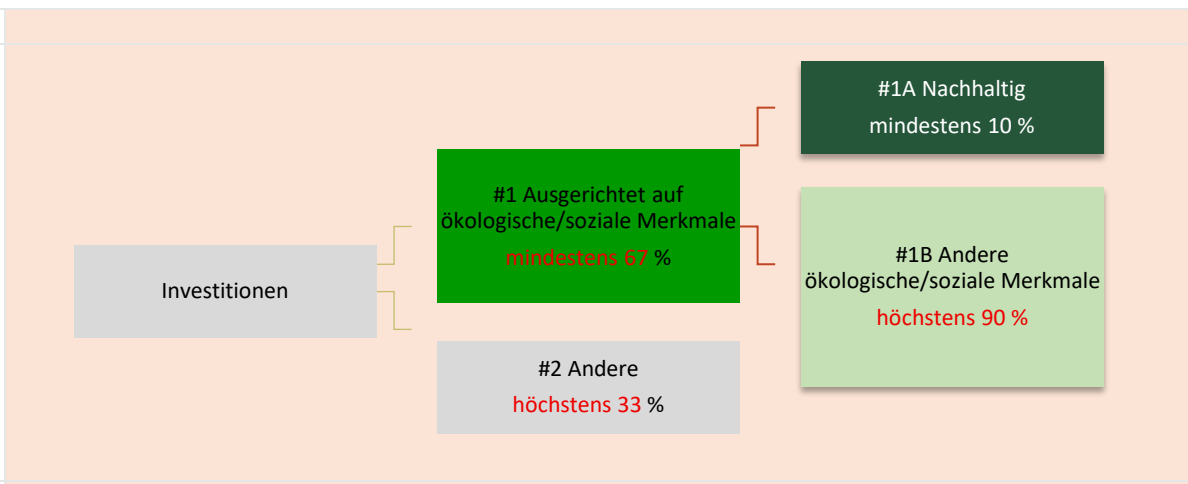 Investitionen
#1 Ausgerichtet auf
ökologische/soziale Merkmale
mindestens 67 %
#2 Andere
höchstens 33 %
#1A Nachhaltig
mindestens 10 %
#1B Andere
ökologische/soziale Merkmale
höchstens 90 %